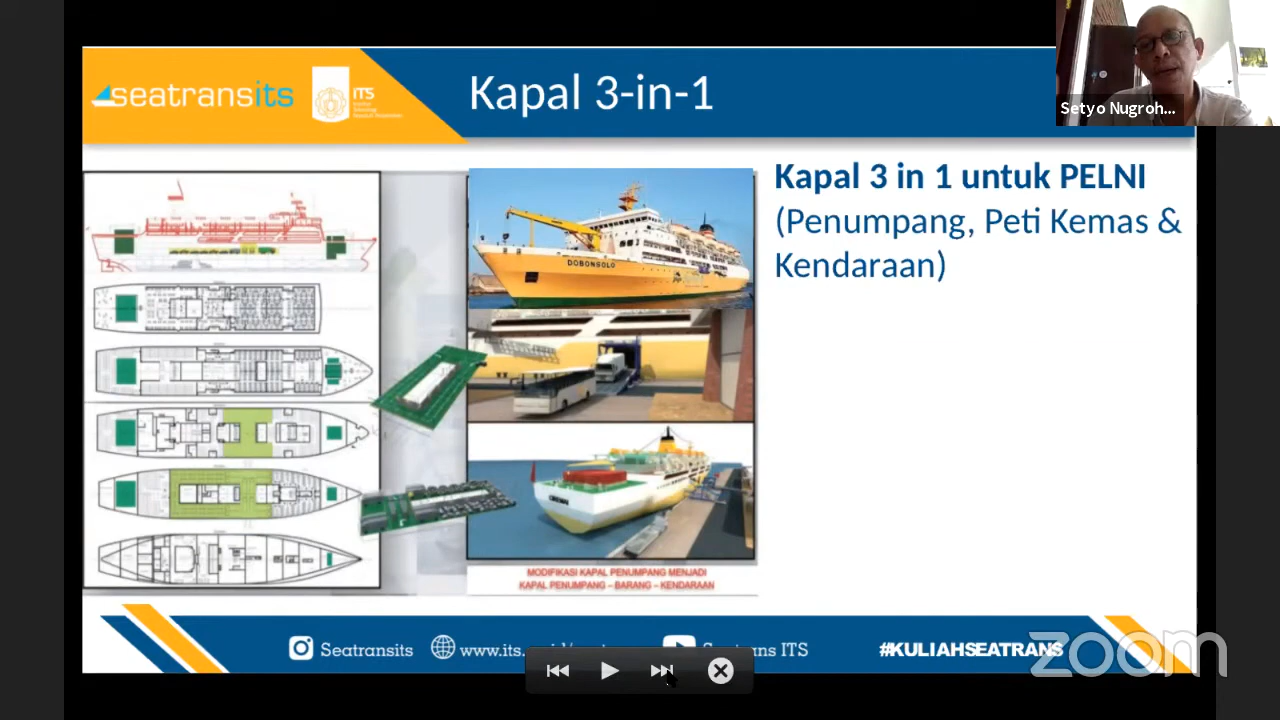 seatransits
ITS
Kapal 3-in-1
Setyo Nugroh...
Kapal 3 in 1 untuk PELNI
(Penumpang, Peti Kemas &
Kendaraan)
DOBONSOLO
MODIFIKASI KAPAL PENUMPANG MENJADI
KAPAL PENUMPANG – BARANG – KENDARAAN
Seatransits
www.its.
ITS
#KULIAHSEATRANS
zoom